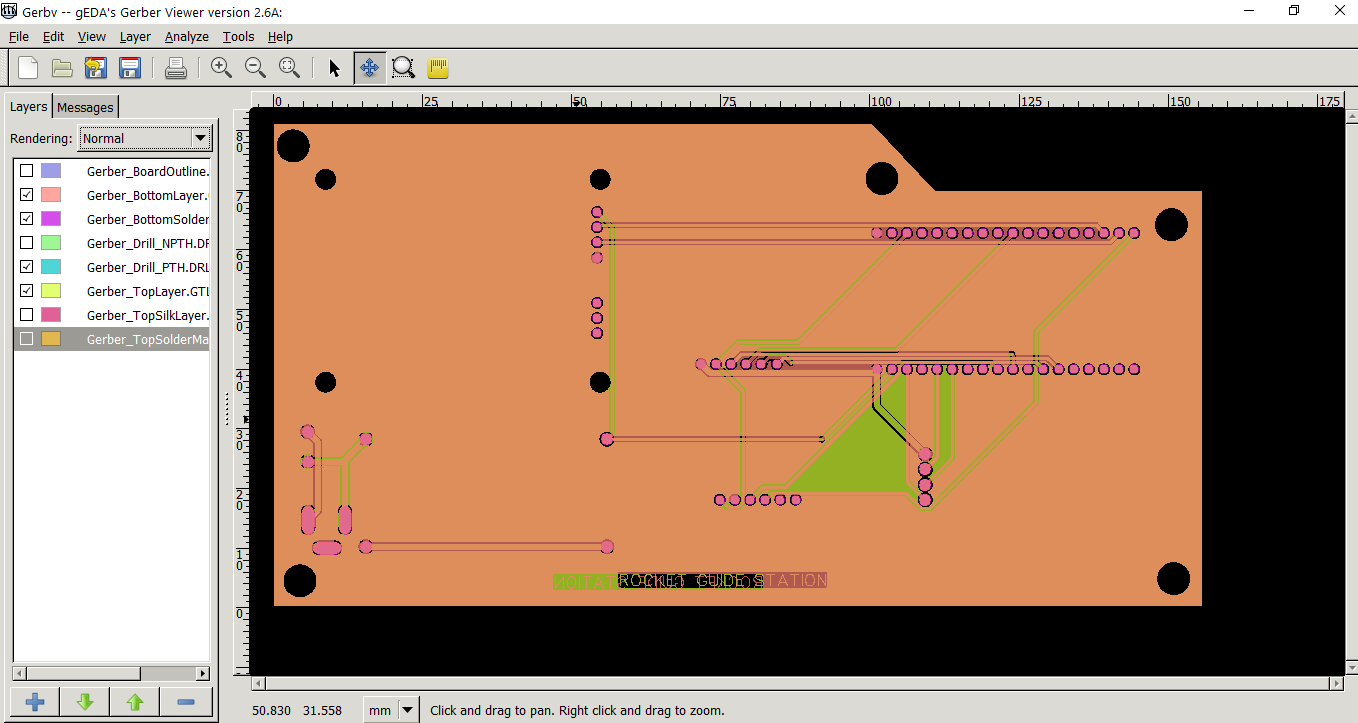 Gerbv -- gEDA's Gerber Viewer version 2.6A:
File Edit View Layer Analyze Tools Help
Layers Messages
Rendering: Normal
Gerber_BoardOutline.
Gerber_BottomLayer.
Gerber_BottomSolder
Gerber_Drill_NPTH.DR
Gerber_Drill_PTH.DRL
Gerber_TopLayer.GTL
Gerber_TopSilkLayer.
Gerber_TopSolderMa
0 25 50 75 100 125 150 175
80
70
60
50
40
30
20
10
0
ROCKET GUIDE STATION
50.830 31.558 mm Click and drag to pan. Right click and drag to zoom.